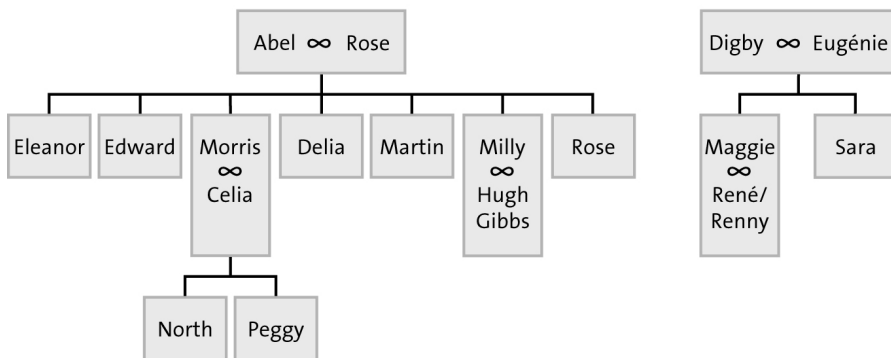 Abel ∞ Rose
Digby ∞ Eugénie
Eleanor
Edward
Morris
∞
Celia
Delia
Martin
Milly
∞
Hugh
Gibbs
Rose
Maggie
∞
René/
Renny
Sara
North
Peggy